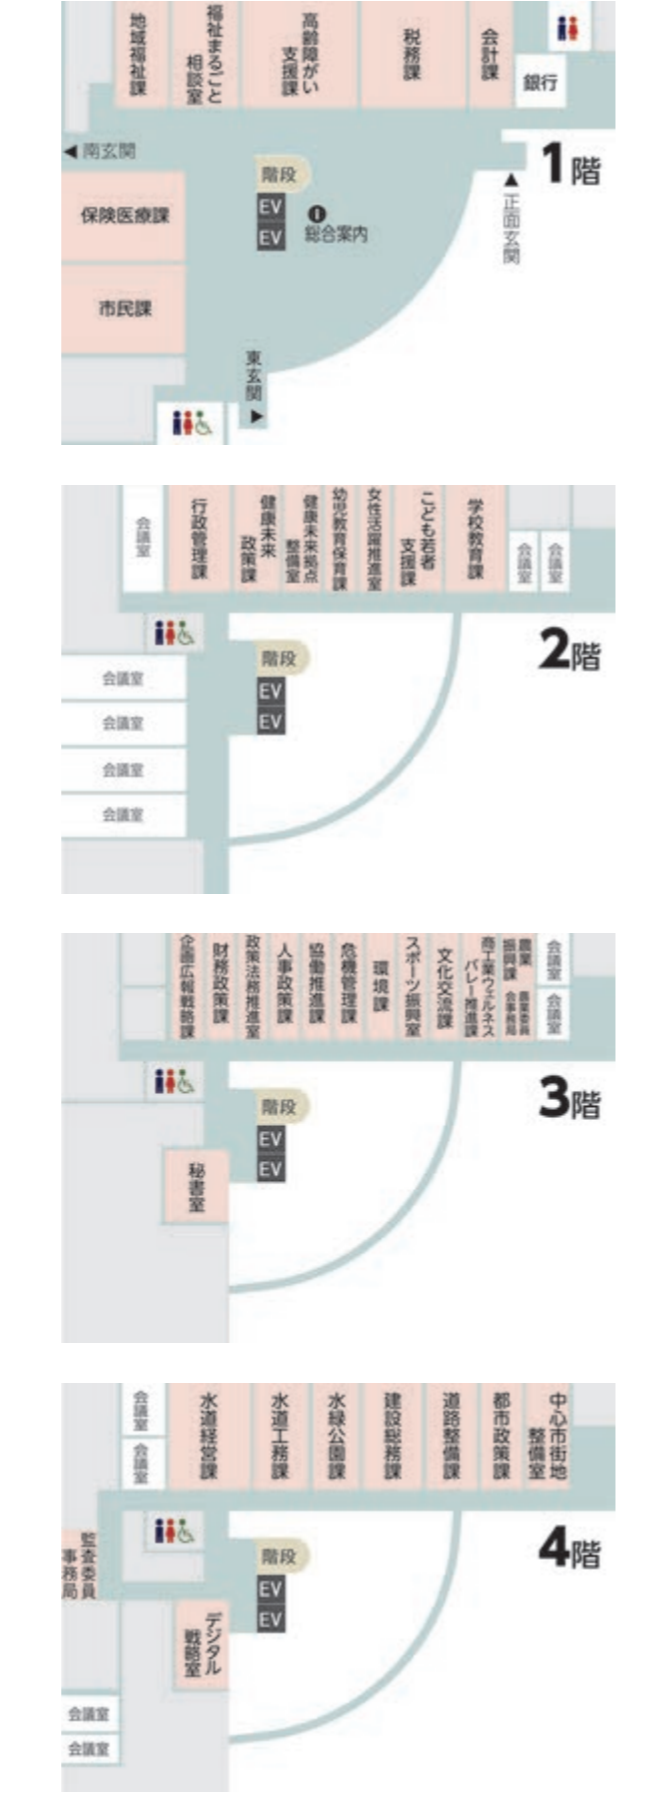 地域福祉課
福祉まるごと
相談室
高齢障がい
支援課
税務課
会計課
銀行
◀南玄関
1階
階段
EV
EV
総合案内
▲正面玄関
保険医療課
市民課
東玄関▶
会議室
行政管理課
健康未来
政策課
健康未来拠点
整備室
幼児教育保育課
女性活躍推進室
こども若者
支援課
学校教育課
会議室
会議室
2階
階段
EV
EV
会議室
会議室
会議室
会議室
企画広報戦略課
財務政策課
政策法務推進室
人事政策課
協働推進課
危機管理課
環境課
スポーツ振興室
文化交流課
商工業ウェルネス
バレー推進課
農業
振興課
農業委員
会事務局
会議室
会議室
3階
階段
EV
EV
秘書室
会議室
会議室
水道経営課
水道工務課
水緑公園課
建設総務課
道路整備課
都市政策課
中心市街地
整備室
4階
階段
EV
EV
監査委員
事務局
デジタル
戦略室
会議室
会議室